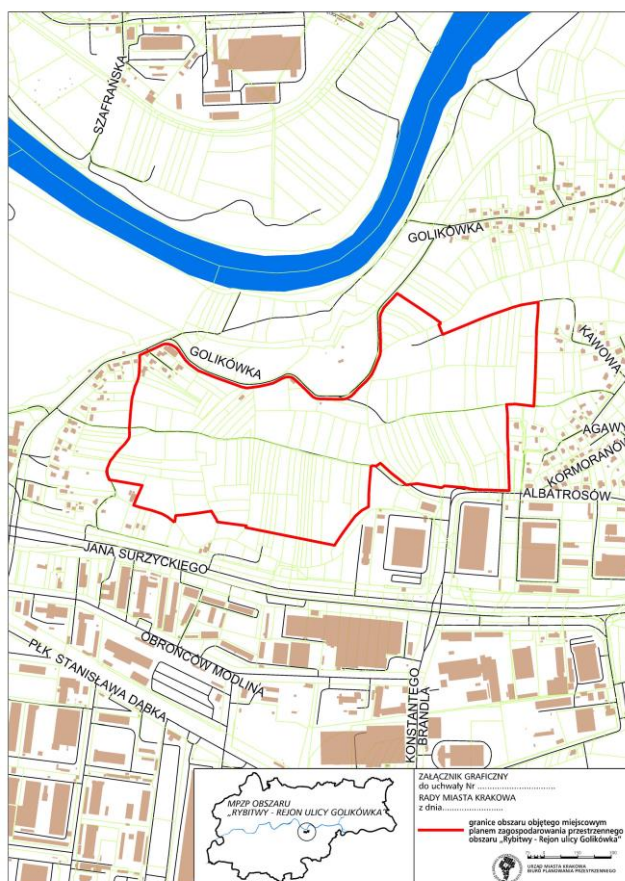 SZAFRAŃSKA
GOLIKÓWKA
GOLIKÓWKA
KAWOWA
AGAWY
KORMORANÓW
ALBATROSÓW
JANA SURZYCKIEGO
OBROŃCÓW MODLINA
PŁK. STANISŁAWA DĄBKA
KONSTANTEGO
BRANDLA
MPZP OBSZARU
„RYBITWY - REJON ULICY GOLIKÓWKA"
ZAŁĄCZNIK GRAFICZNY
do uchwały Nr ................................
RADY MIASTA KRAKOWA
z dnia........................
granice obszaru objętego miejscowym
planem zagospodarowania przestrzennego
obszaru „Rybitwy - Rejon ulicy Golikówka"
URZĄD MIASTA KRAKOWA
BIURO PLANOWANIA PRZESTRZENNEGO